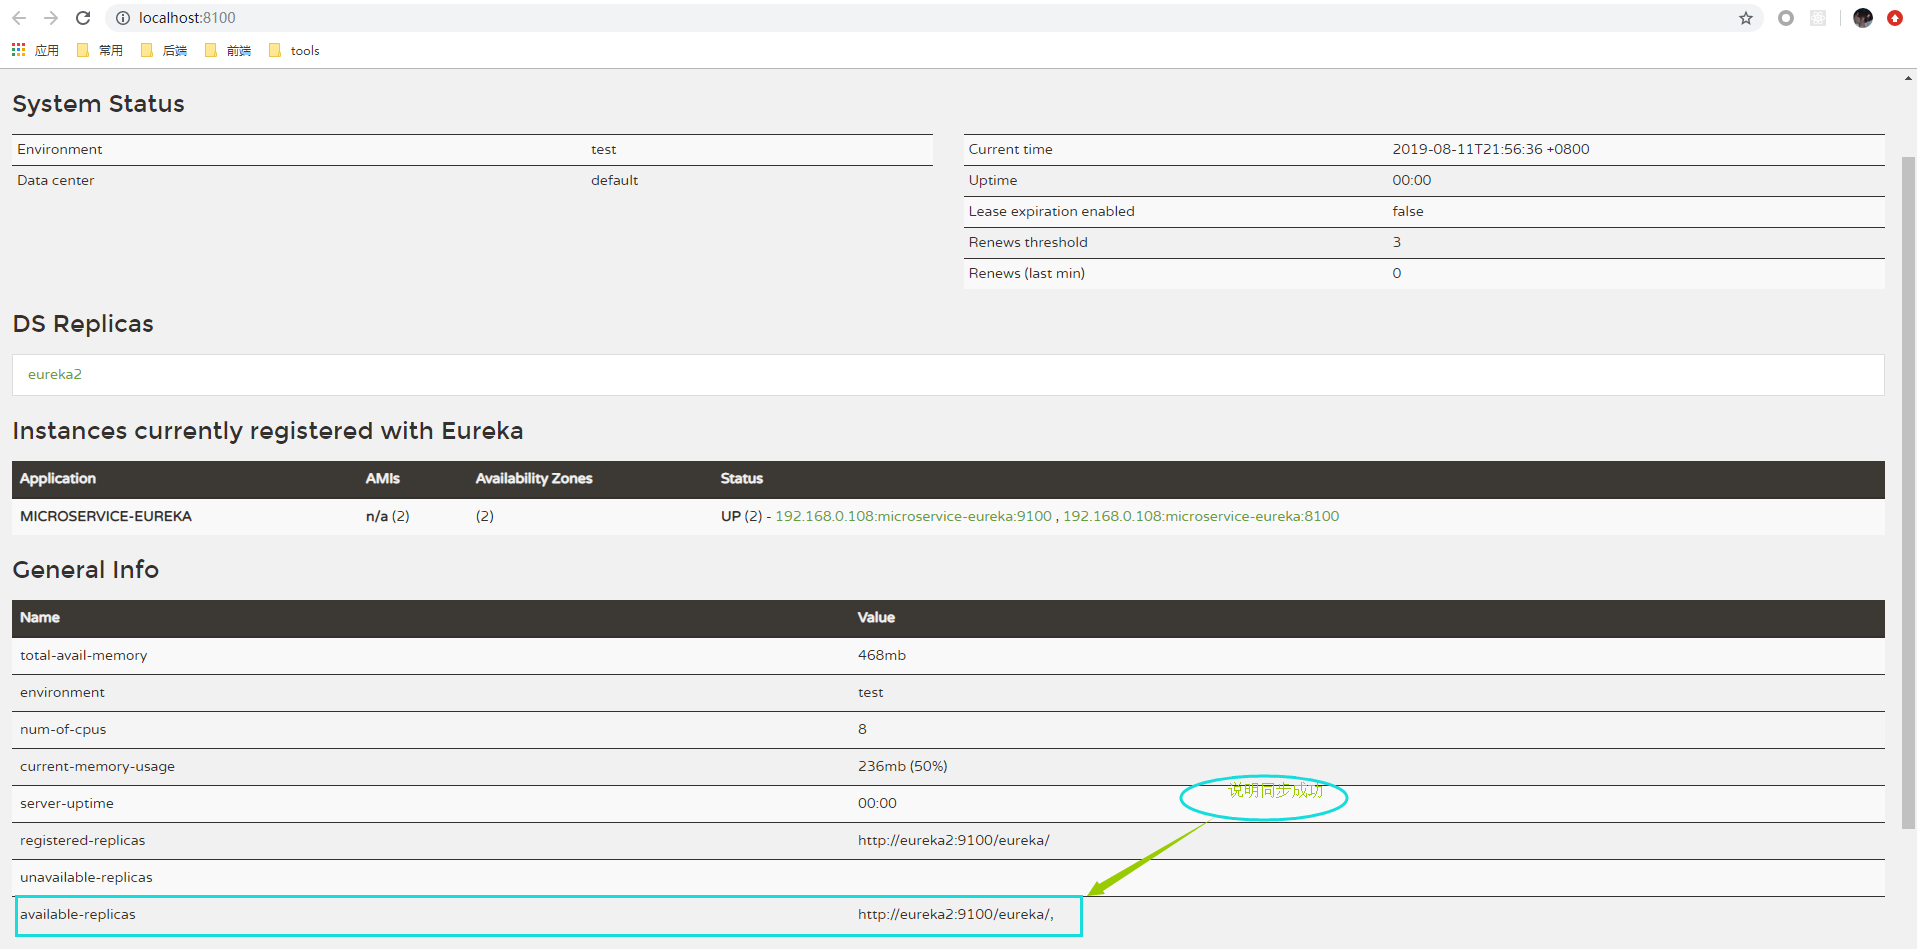 localhost:8100
应用 常用 后端 前端 tools
System Status
Environment test
Data center default
Current time 2019-08-11T21:56:36 +0800
Uptime 00:00
Lease expiration enabled false
Renews threshold 3
Renews (last min) 0
DS Replicas
eureka2
Instances currently registered with Eureka
Application AMIs Availability Zones Status
MICROSERVICE-EUREKA n/a (2) (2) UP (2) - 192.168.0.108:microservice-eureka:9100 , 192.168.0.108:microservice-eureka:8100
General Info
Name Value
total-avail-memory 468mb
environment test
num-of-cpus 8
current-memory-usage 236mb (50%)
说明同步成功
server-uptime 00:00
registered-replicas http://eureka2:9100/eureka/
unavailable-replicas
available-replicas http://eureka2:9100/eureka/,